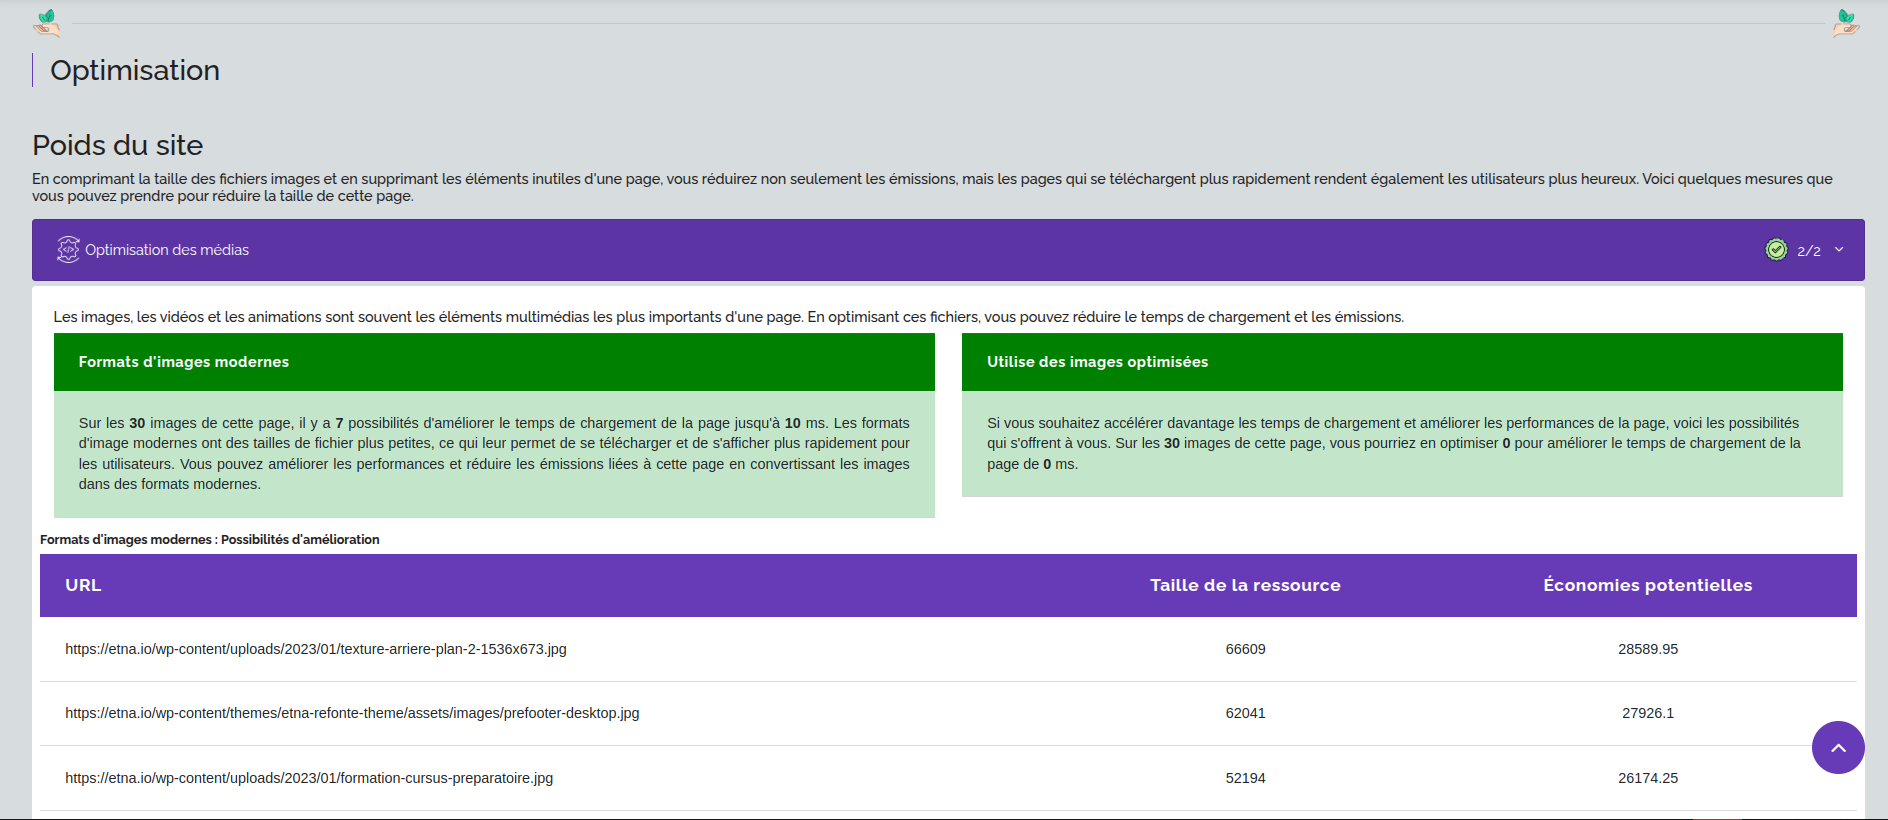 Optimisation
Poids du site
En comprimant la taille des fichiers images et en supprimant les éléments inutiles d'une page, vous réduirez non seulement les émissions, mais les pages qui se téléchargent plus rapidement rendent également les utilisateurs plus heureux. Voici quelques mesures que
vous pouvez prendre pour réduire la taille de cette page.
Optimisation des médias 2/2
Les images, les vidéos et les animations sont souvent les éléments multimédias les plus importants d'une page. En optimisant ces fichiers, vous pouvez réduire le temps de chargement et les émissions.
Formats d'images modernes
Sur les 30 images de cette page, il y a 7 possibilités d'améliorer le temps de chargement de la page jusqu'à 10 ms. Les formats
d'image modernes ont des tailles de fichier plus petites, ce qui leur permet de se télécharger et de s'afficher plus rapidement pour
les utilisateurs. Vous pouvez améliorer les performances et réduire les émissions liées à cette page en convertissant les images
dans des formats modernes.
Utilise des images optimisées
Si vous souhaitez accélérer davantage les temps de chargement et améliorer les performances de la page, voici les possibilités
qui s'offrent à vous. Sur les 30 images de cette page, vous pourriez en optimiser 0 pour améliorer le temps de chargement de la
page de 0 ms.
Formats d'images modernes : Possibilités d'amélioration
URL Taille de la ressource Économies potentielles
https://etna.io/wp-content/uploads/2023/01/texture-arriere-plan-2-1536x673.jpg 66609 28589.95
https://etna.io/wp-content/themes/etna-refonte-theme/assets/images/prefooter-desktop.jpg 62041 27926.1
https://etna.io/wp-content/uploads/2023/01/formation-cursus-preparatoire.jpg 52194 26174.25